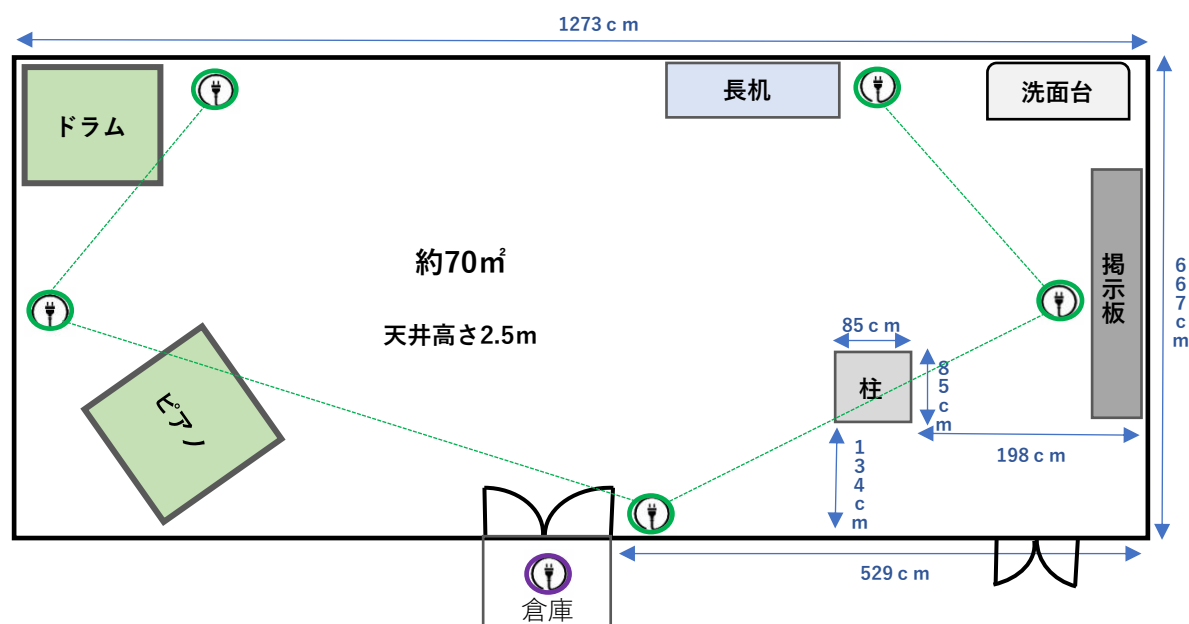 1273ｃｍ
ドラム
長机
洗面台
約70㎡
天井高さ2.5m
掲示板
667ｃｍ
85ｃｍ
柱
85ｃｍ
ピアノ
134ｃｍ
198ｃｍ
529ｃｍ
倉庫